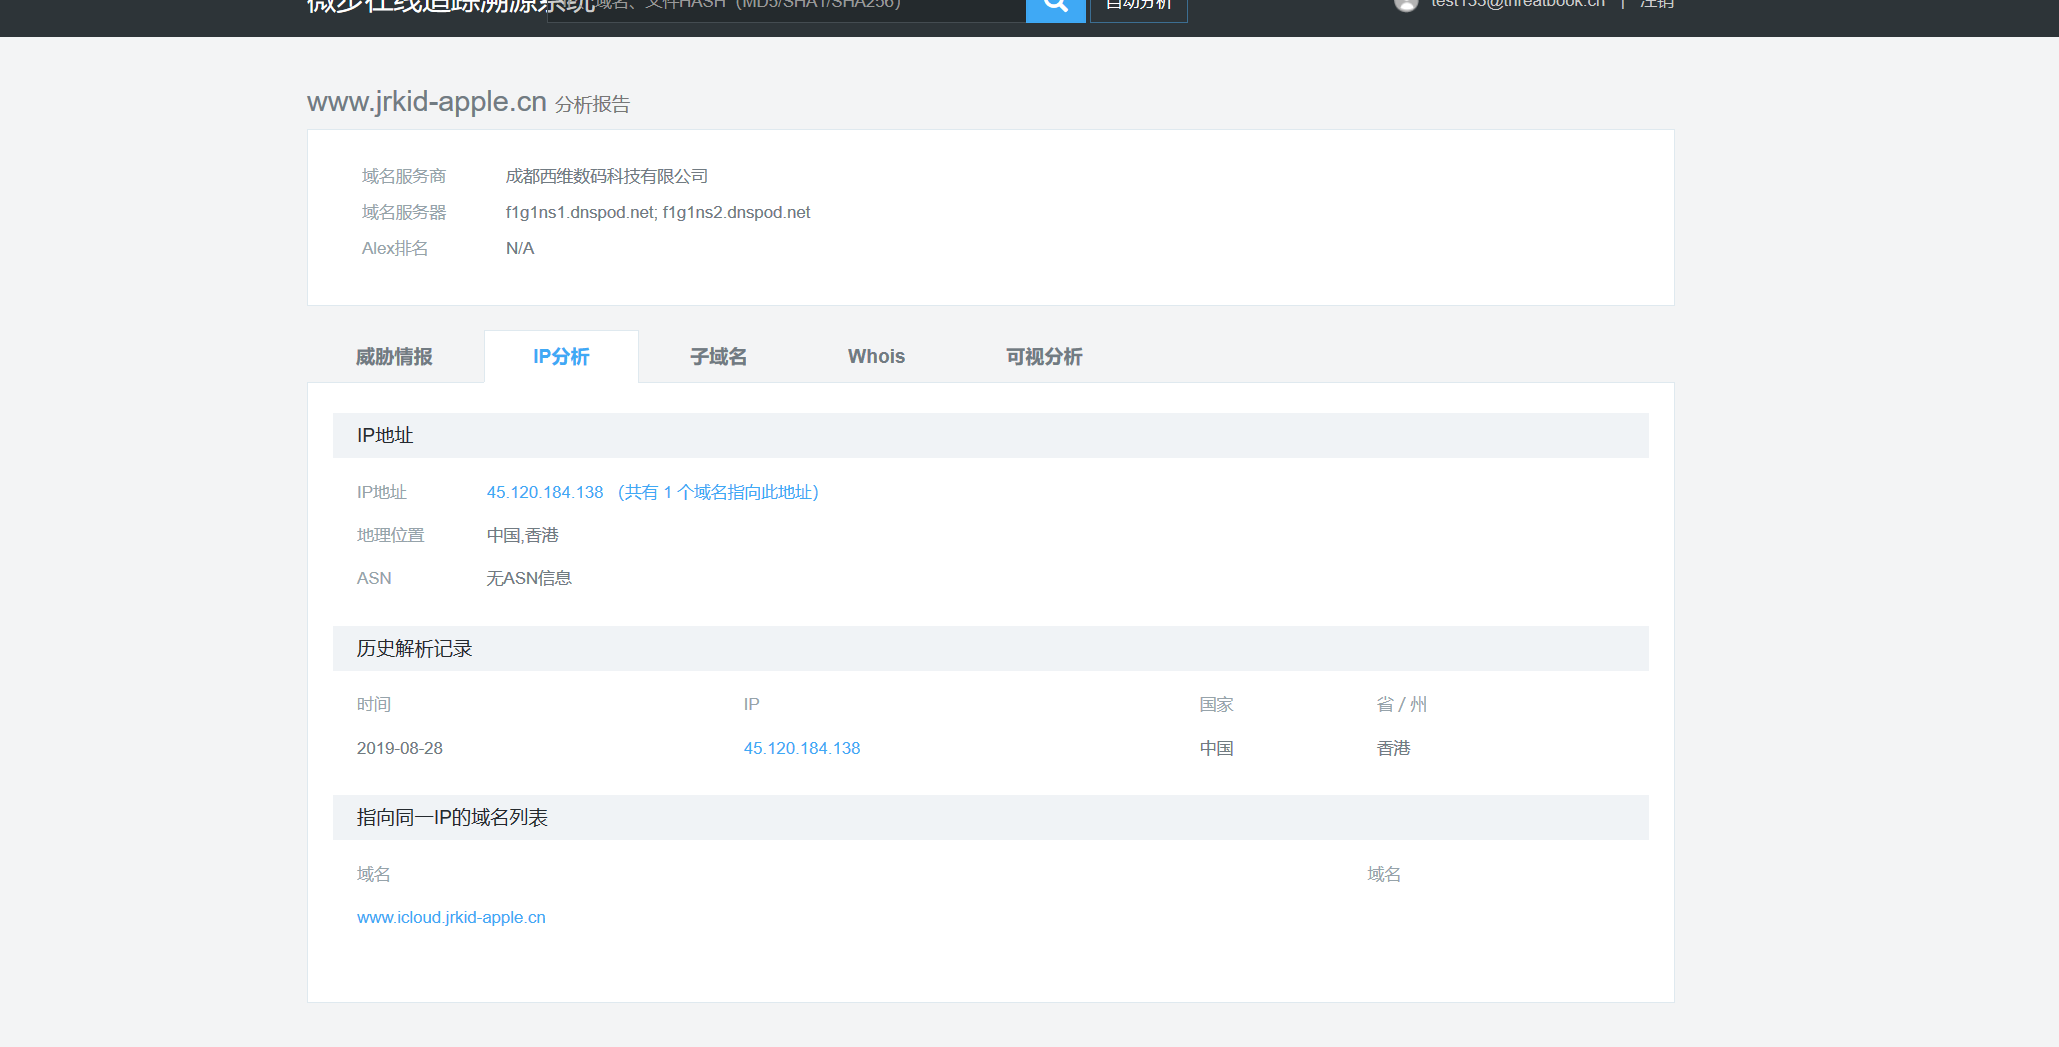 微步在线追踪溯源系统
域名、文件HASH（MD5/SHA1/SHA256）
自动分析
test133@threatbook.cn | 注销
www.jrkid-apple.cn 分析报告
域名服务商 成都西维数码科技有限公司
域名服务器 f1g1ns1.dnspod.net; f1g1ns2.dnspod.net
Alex排名 N/A
威胁情报 IP分析 子域名 Whois 可视分析
IP地址
IP地址 45.120.184.138 （共有 1 个域名指向此地址）
地理位置 中国,香港
ASN 无ASN信息
历史解析记录
时间 IP 国家 省 / 州
2019-08-28 45.120.184.138 中国 香港
指向同一IP的域名列表
域名 域名
www.icloud.jrkid-apple.cn